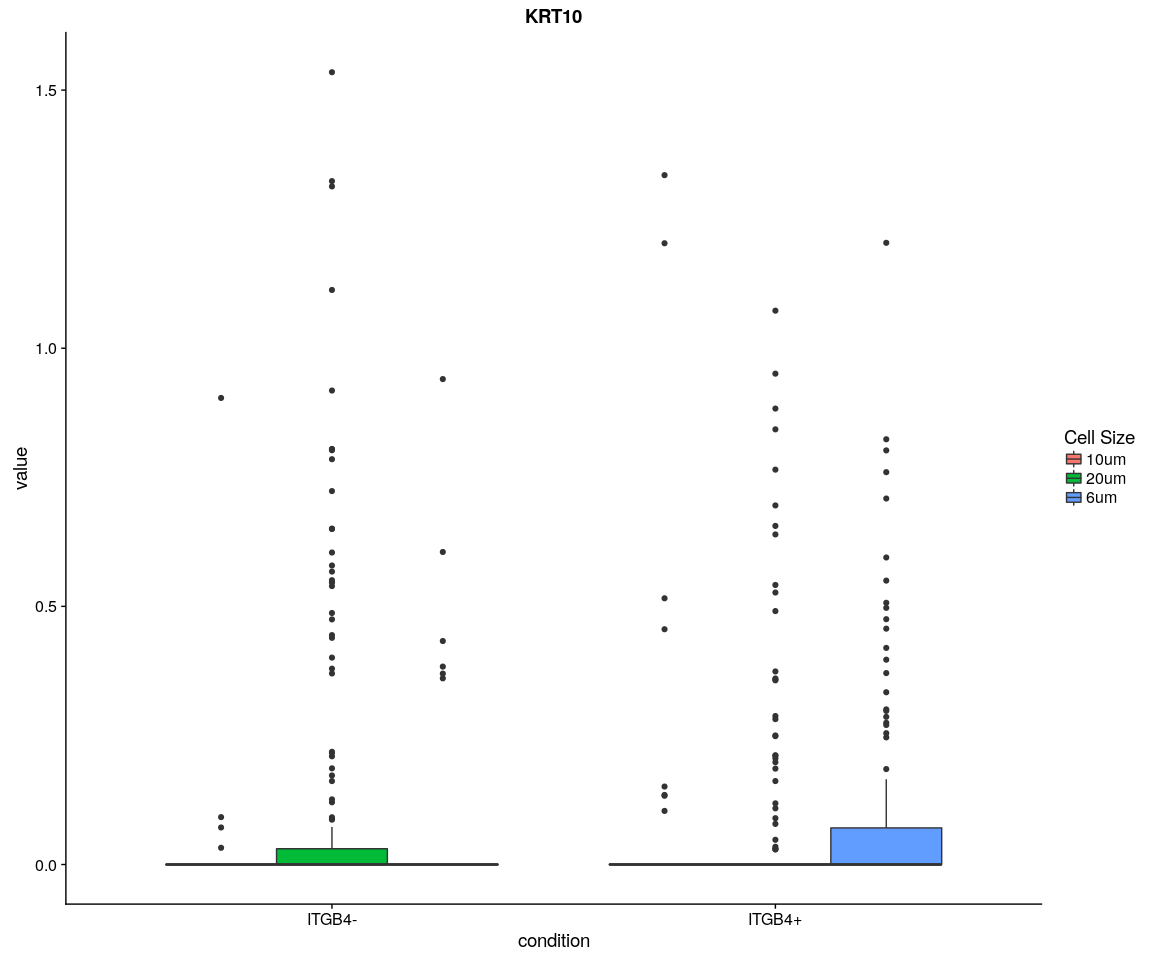 KRT10
1.5
1.0
0.5
0.0
value
ITGB4-
ITGB4+
condition
Cell Size
10um
20um
6um